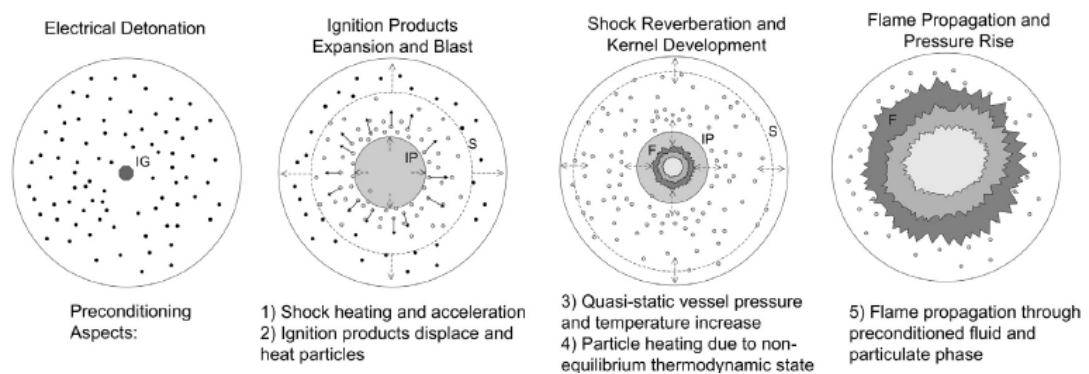 Electrical Detonation
Ignition Products
Expansion and Blast
Shock Reverberation and
Kernel Development
Flame Propagation and
Pressure Rise
IG
IP
S
F
IP
S
F
Preconditioning
Aspects:
1) Shock heating and acceleration
2) Ignition products displace and
heat particles
3) Quasi-static vessel pressure
and temperature increase
4) Particle heating due to non-
equilibrium thermodynamic state
5) Flame propagation through
preconditioned fluid and
particulate phase